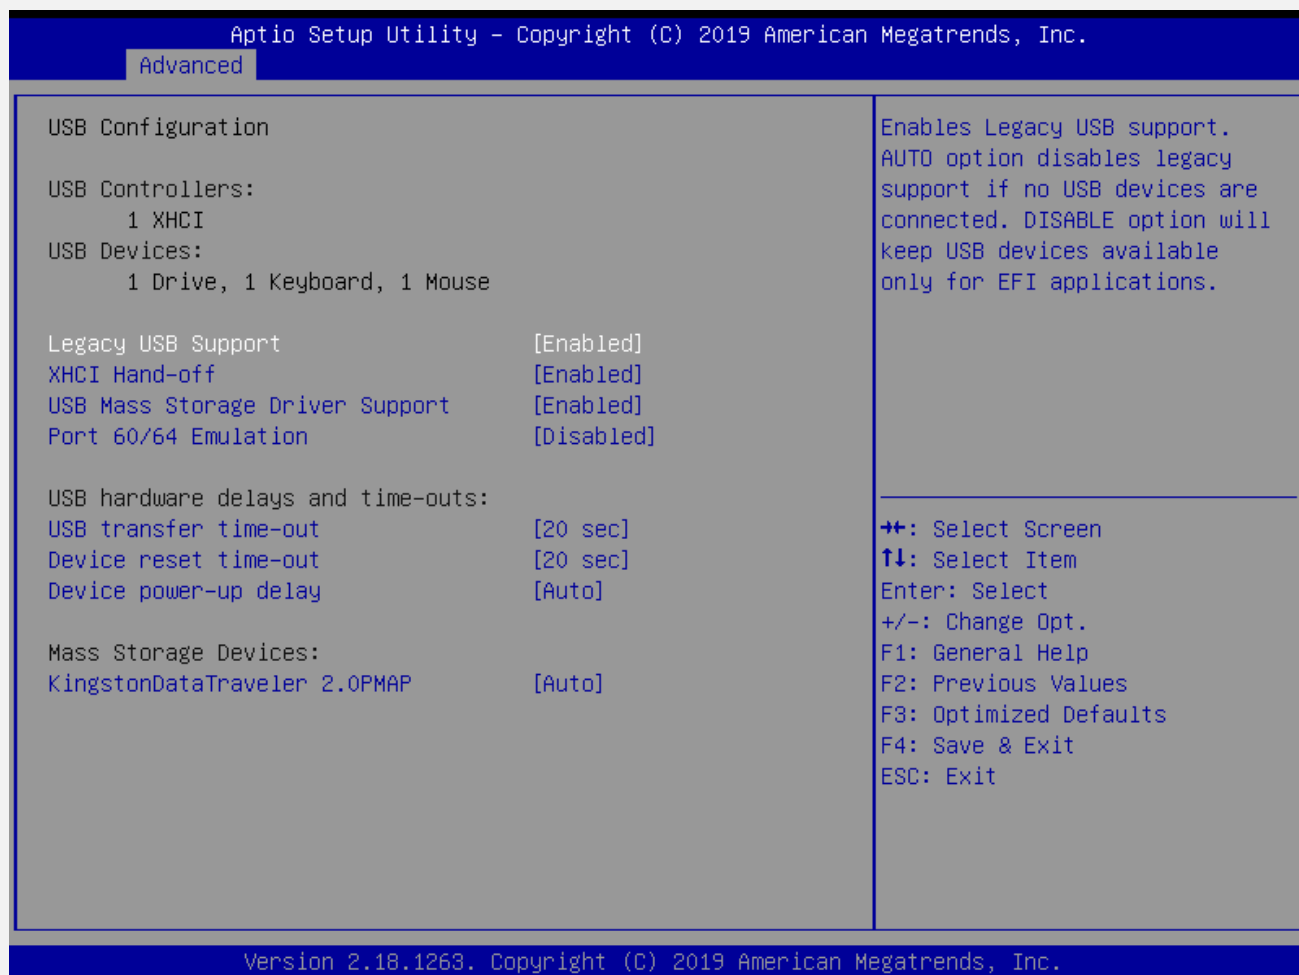 Aptio Setup Utility – Copyright (C) 2019 American Megatrends, Inc.
Advanced
USB Configuration
USB Controllers:
1 XHCI
USB Devices:
1 Drive, 1 Keyboard, 1 Mouse
Legacy USB Support [Enabled]
XHCI Hand-off [Enabled]
USB Mass Storage Driver Support [Enabled]
Port 60/64 Emulation [Disabled]
USB hardware delays and time-outs:
USB transfer time-out [20 sec]
Device reset time-out [20 sec]
Device power-up delay [Auto]
Mass Storage Devices:
KingstonDataTraveler 2.0PMAP [Auto]
Enables Legacy USB support.
AUTO option disables legacy
support if no USB devices are
connected. DISABLE option will
keep USB devices available
only for EFI applications.
→←: Select Screen
↑↓: Select Item
Enter: Select
+/-: Change Opt.
F1: General Help
F2: Previous Values
F3: Optimized Defaults
F4: Save & Exit
ESC: Exit
Version 2.18.1263. Copyright (C) 2019 American Megatrends, Inc.